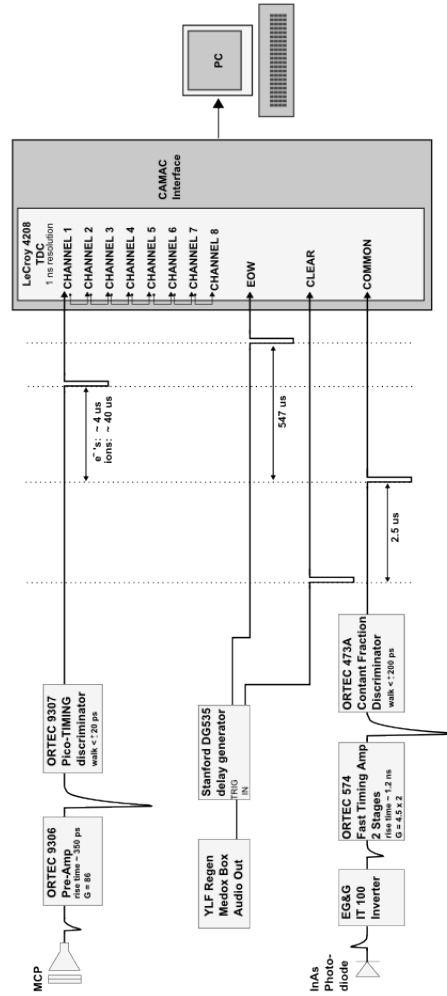 MCP
ORTEC 9306
Pre-Amp
rise time ~ 350 ps
G = 86
ORTEC 9307
Pico-TIMING
discriminator
walk < ± 20 ps
e⁻'s: ~ 4 us
ions: ~ 40 us
LeCroy 4208
TDC
1 ns resolution
CHANNEL 1
CHANNEL 2
CHANNEL 3
CHANNEL 4
CHANNEL 5
CHANNEL 6
CHANNEL 7
CHANNEL 8
EOW
CLEAR
COMMON
CAMAC
Interface
PC
YLF Regen
Medox Box
Audio Out
Stanford DG535
delay generator
TRIG
IN
547 us
2.5 us
InAs
Photo-
diode
EG&G
IT 100
Inverter
ORTEC 574
Fast Timing Amp
2 Stages
rise time ~ 1.2 ns
G = 4.5 x 2
ORTEC 473A
Contant Fraction
Discriminator
walk < ±200 ps